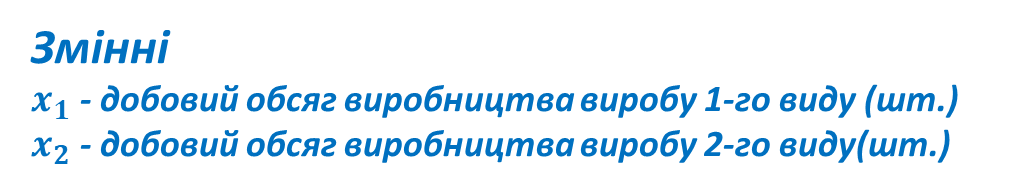 Змінні
x₁ - добовий обсяг виробництва виробу 1-го виду (шт.)
x₂ - добовий обсяг виробництва виробу 2-го виду(шт.)